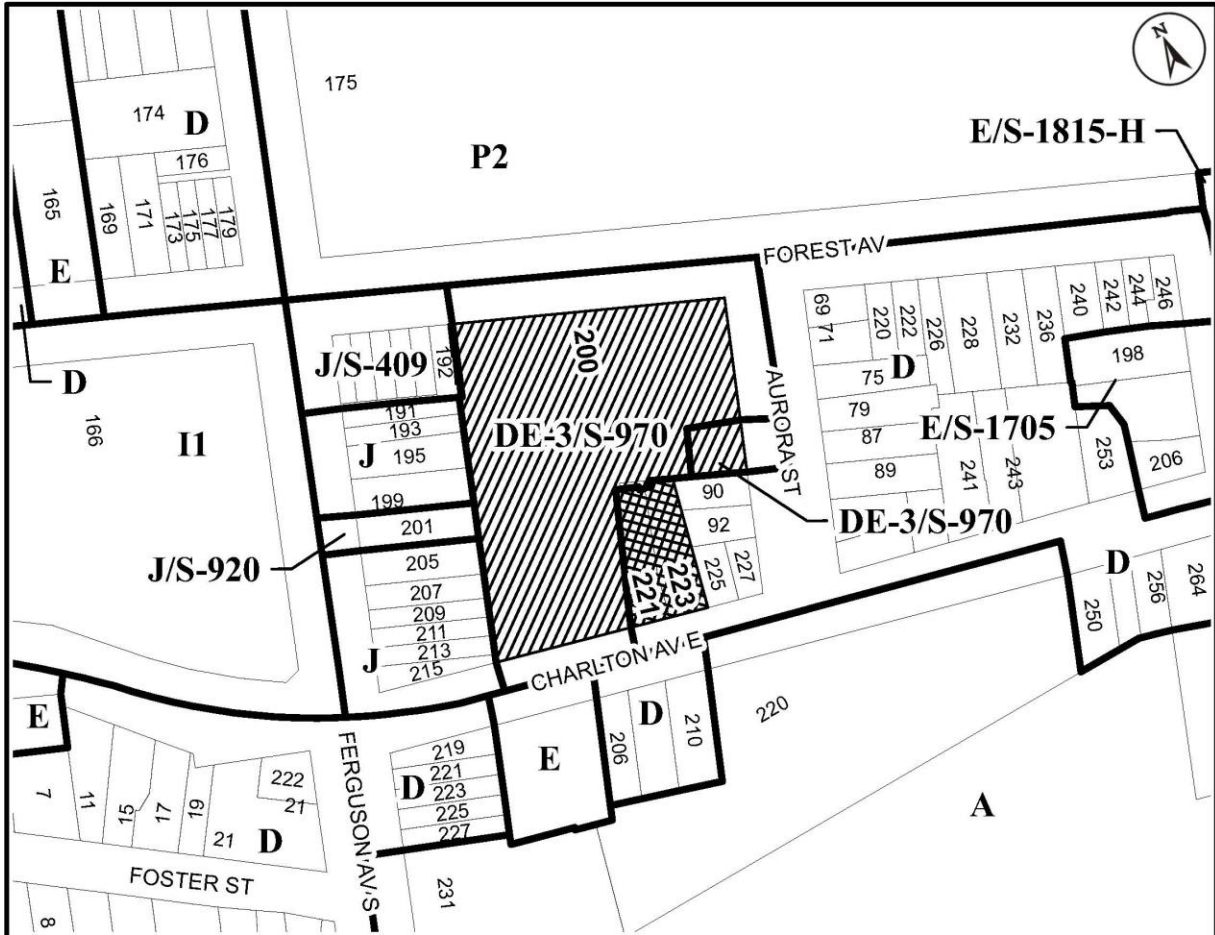 N
175
174
D
P2
E/S-1815-H
176
165
169
171
173
175
177
179
E
FOREST AV
D
J/S-409
192
200
69
71
220
222
226
228
232
236
240
242
244
246
198
75
D
AURORA ST
191
193
J
195
DE-3/S-970
79
87
E/S-1705
166
I1
199
201
89
241
243
253
206
90
92
DE-3/S-970
J/S-920
205
207
209
211
213
215
J
221
223
225
227
D
250
256
264
CHARLTON AV E
E
206
D
210
220
FERGUSON AV S
219
221
223
225
227
D
E
A
7
11
15
17
19
21
222
21
D
FOSTER ST
8
231